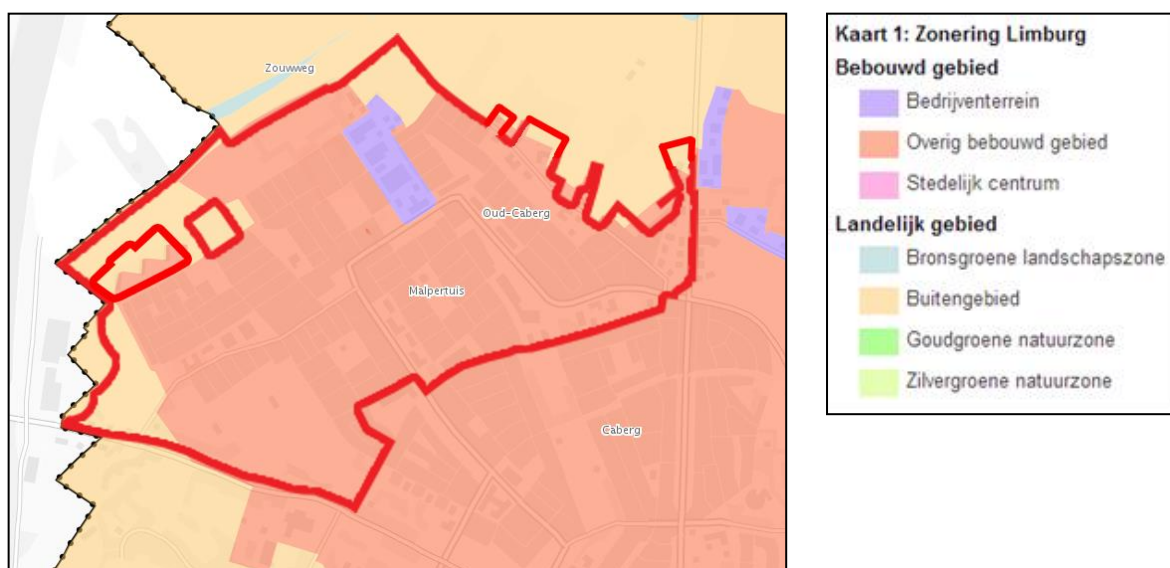 Zouwweg
Oud-Caberg
Malpertuis
Caberg
Kaart 1: Zonering Limburg
Bebouwd gebied
Bedrijventerrein
Overig bebouwd gebied
Stedelijk centrum
Landelijk gebied
Bronsgroene landschapszone
Buitengebied
Goudgroene natuurzone
Zilvergroene natuurzone